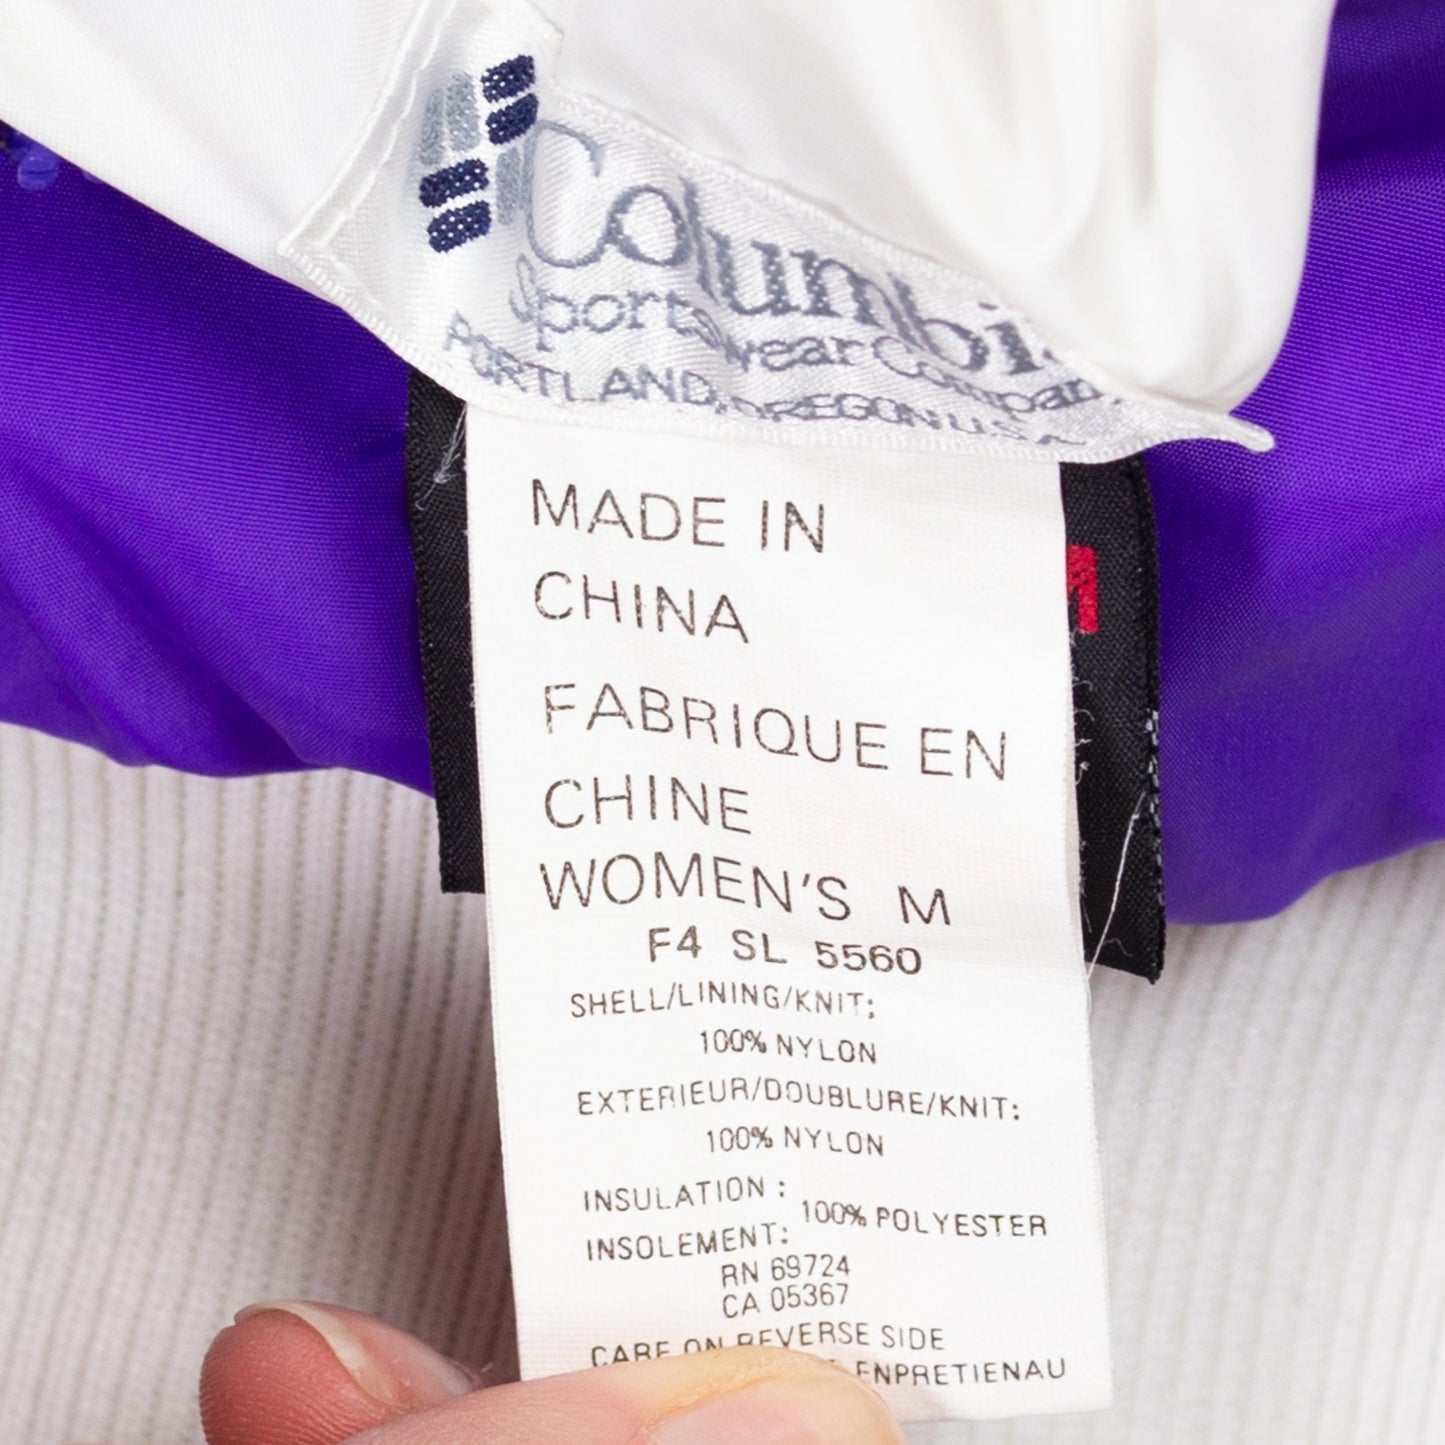 Columbia
Sportswear Company
PORTLAND, OREGON U.S.A.
MADE IN
CHINA
FABRIQUE EN
CHINE
WOMEN'S M
F4 SL 5560
SHELL/LINING/KNIT:
100% NYLON
EXTERIEUR/DOUBLURE/KNIT:
100% NYLON
INSULATION :
100% POLYESTER
INSOLEMENT:
RN 69724
CA 05367
CARE ON REVERSE SIDE
ENPRETIENAU